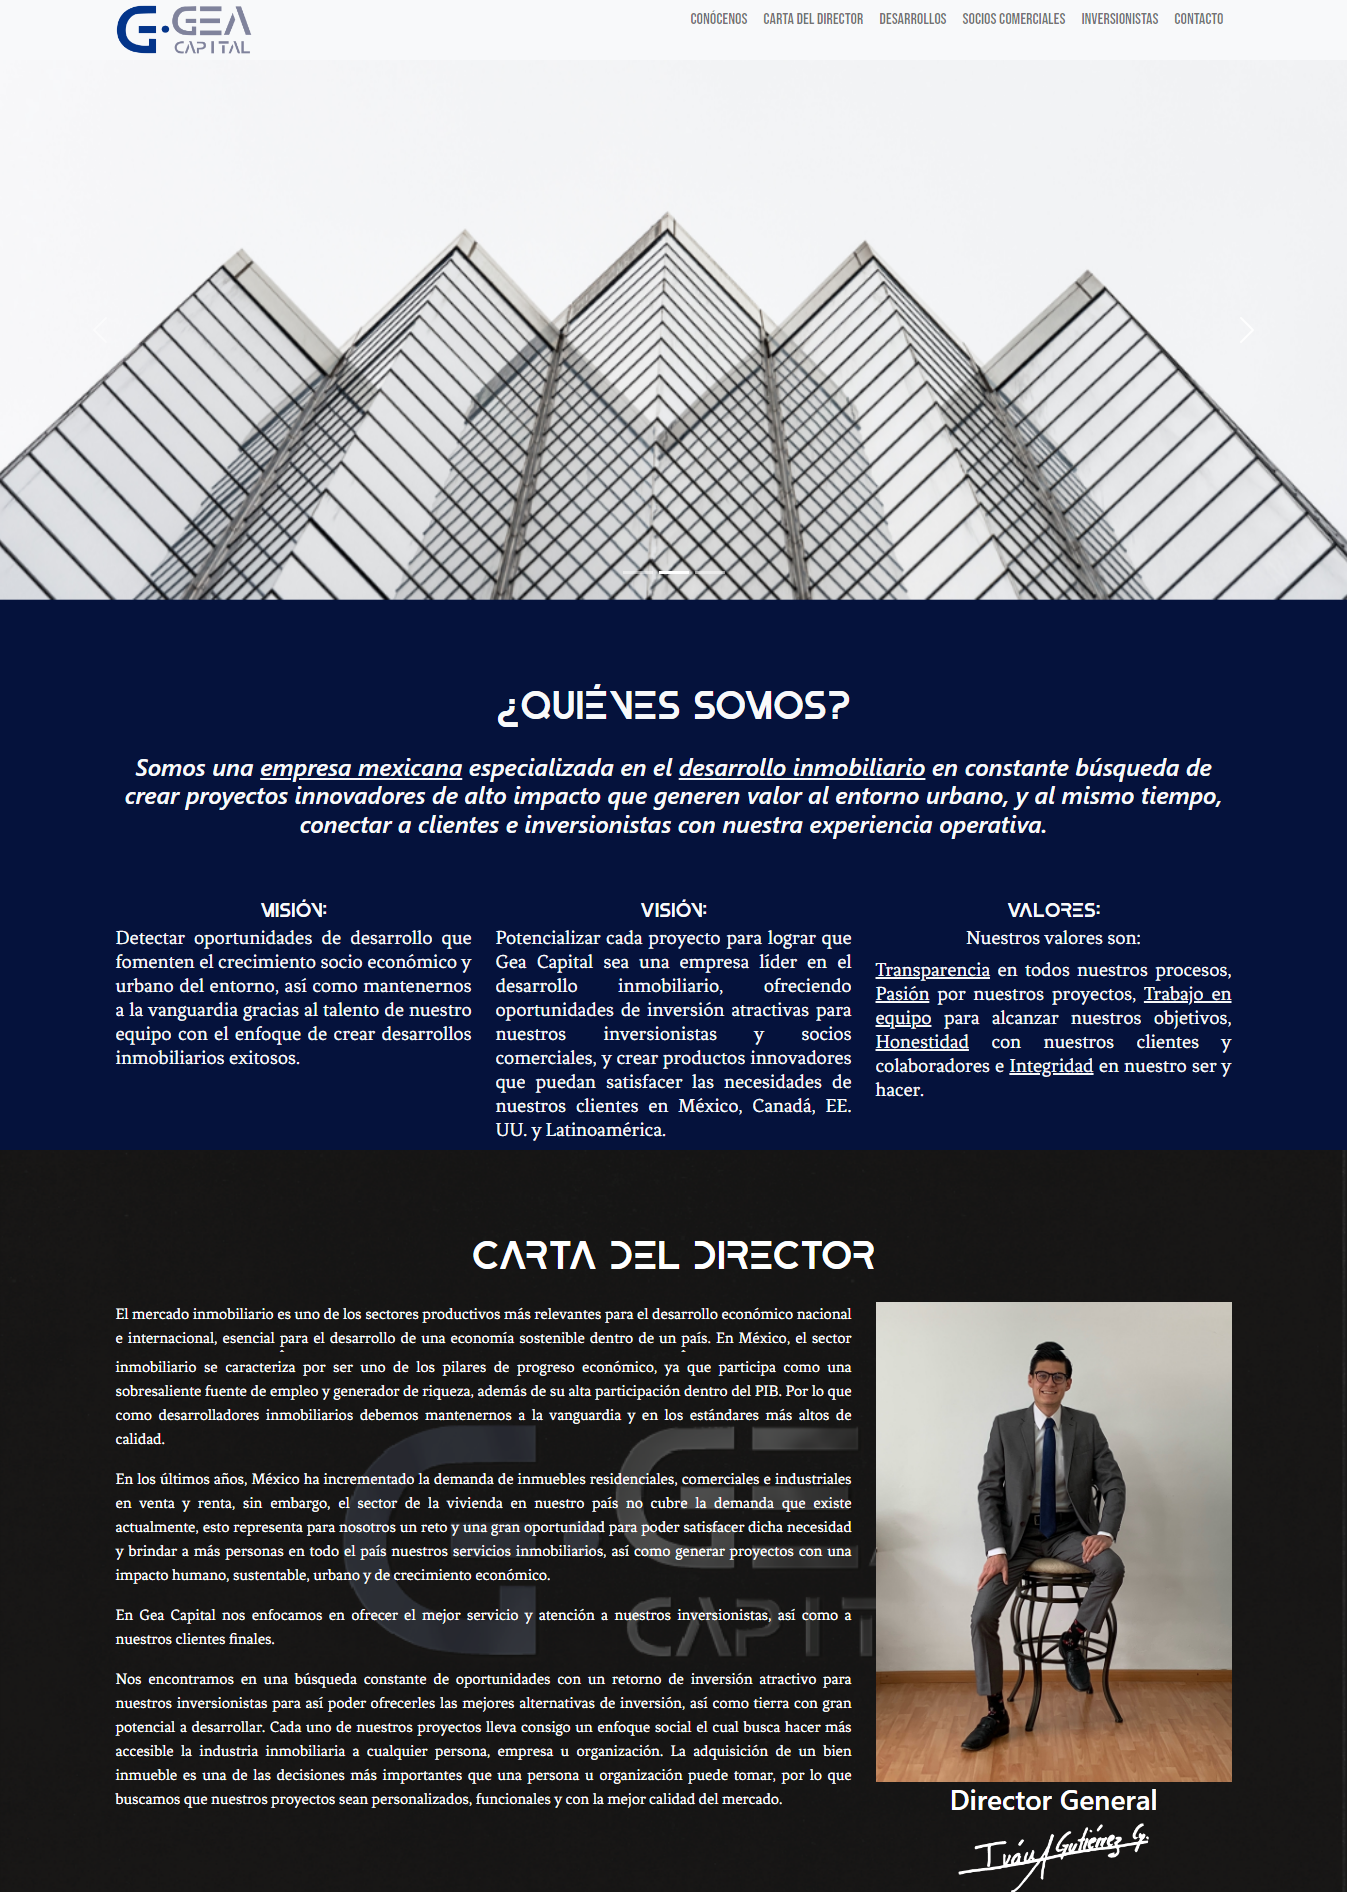 G·GEA
CAPITAL
CONÓCENOS CARTA DEL DIRECTOR DESARROLLOS SOCIOS COMERCIALES INVERSIONISTAS CONTACTO
¿QUIÉNES SOMOS?
Somos una empresa mexicana especializada en el desarrollo inmobiliario en constante búsqueda de
crear proyectos innovadores de alto impacto que generen valor al entorno urbano, y al mismo tiempo,
conectar a clientes e inversionistas con nuestra experiencia operativa.
MISIÓN:
Detectar oportunidades de desarrollo que
fomenten el crecimiento socio económico y
urbano del entorno, así como mantenernos
a la vanguardia gracias al talento de nuestro
equipo con el enfoque de crear desarrollos
inmobiliarios exitosos.
VISIÓN:
Potencializar cada proyecto para lograr que
Gea Capital sea una empresa líder en el
desarrollo inmobiliario, ofreciendo
oportunidades de inversión atractivas para
nuestros inversionistas y socios
comerciales, y crear productos innovadores
que puedan satisfacer las necesidades de
nuestros clientes en México, Canadá, EE.
UU. y Latinoamérica.
VALORES:
Nuestros valores son:
Transparencia en todos nuestros procesos,
Pasión por nuestros proyectos, Trabajo en
equipo para alcanzar nuestros objetivos,
Honestidad con nuestros clientes y
colaboradores e Integridad en nuestro ser y
hacer.
CARTA DEL DIRECTOR
El mercado inmobiliario es uno de los sectores productivos más relevantes para el desarrollo económico nacional
e internacional, esencial para el desarrollo de una economía sostenible dentro de un país. En México, el sector
inmobiliario se caracteriza por ser uno de los pilares de progreso económico, ya que participa como una
sobresaliente fuente de empleo y generador de riqueza, además de su alta participación dentro del PIB. Por lo que
como desarrolladores inmobiliarios debemos mantenernos a la vanguardia y en los estándares más altos de
calidad.
En los últimos años, México ha incrementado la demanda de inmuebles residenciales, comerciales e industriales
en venta y renta, sin embargo, el sector de la vivienda en nuestro país no cubre la demanda que existe
actualmente, esto representa para nosotros un reto y una gran oportunidad para poder satisfacer dicha necesidad
y brindar a más personas en todo el país nuestros servicios inmobiliarios, así como generar proyectos con una
impacto humano, sustentable, urbano y de crecimiento económico.
En Gea Capital nos enfocamos en ofrecer el mejor servicio y atención a nuestros inversionistas, así como a
nuestros clientes finales.
Nos encontramos en una búsqueda constante de oportunidades con un retorno de inversión atractivo para
nuestros inversionistas para así poder ofrecerles las mejores alternativas de inversión, así como tierra con gran
potencial a desarrollar. Cada uno de nuestros proyectos lleva consigo un enfoque social el cual busca hacer más
accesible la industria inmobiliaria a cualquier persona, empresa u organización. La adquisición de un bien
inmueble es una de las decisiones más importantes que una persona u organización puede tomar, por lo que
buscamos que nuestros proyectos sean personalizados, funcionales y con la mejor calidad del mercado.
G·GEA
CAPIT
Director General
Iván Gutiérrez G.